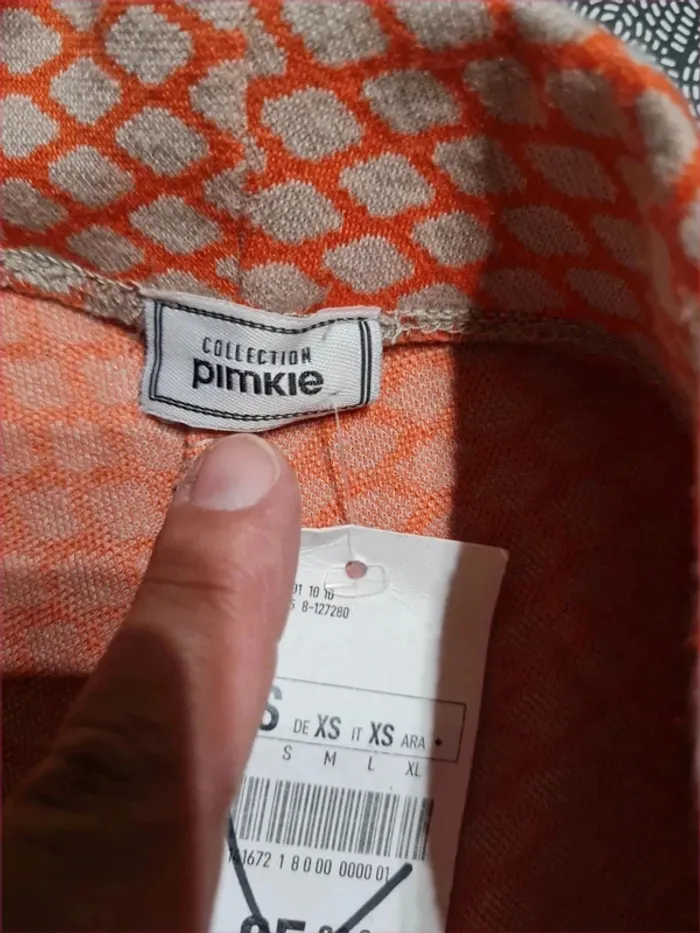 COLLECTION
pimkie
01 10 10
8-127280
S DE XS IT XS ARA •
S M L XL
41672 1 8 0 00 0000 01